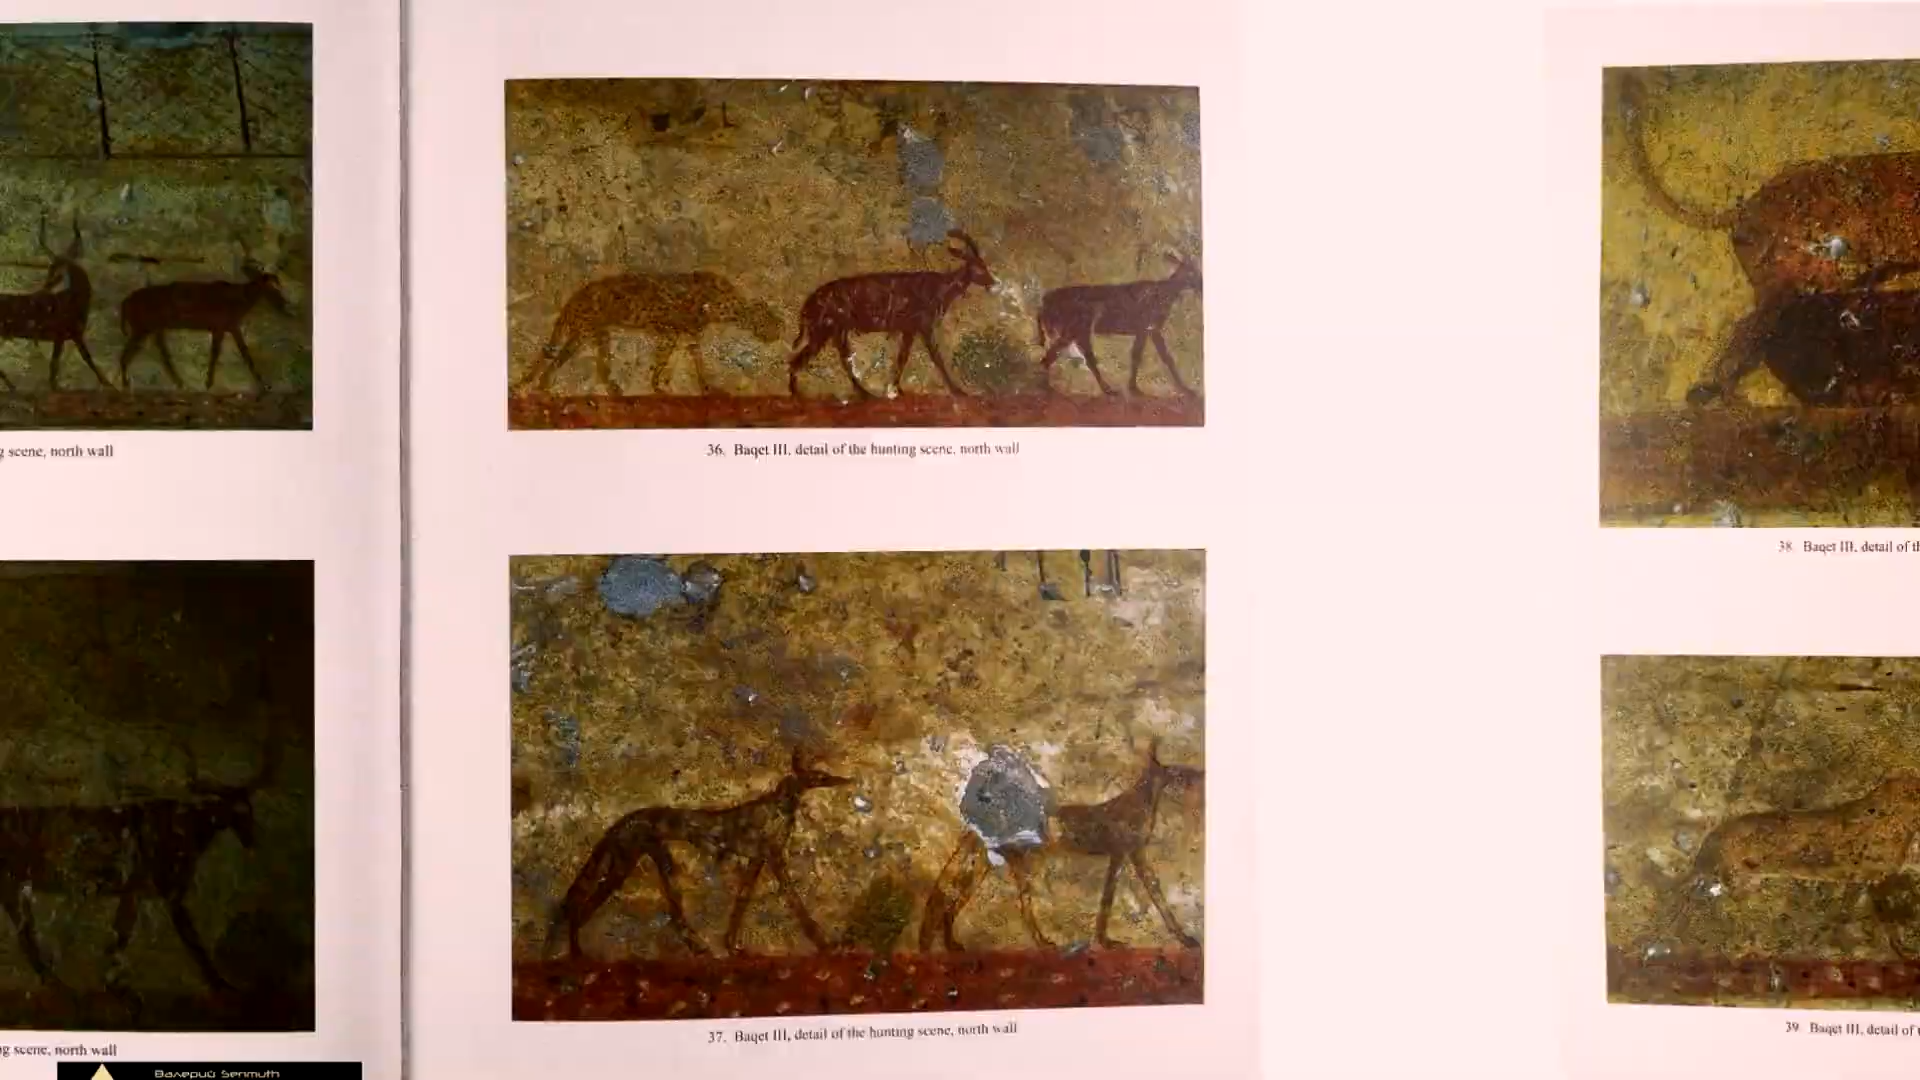 g scene, north wall
36. Baqet III, detail of the hunting scene, north wall
38. Baqet III, detail of th
g scene, north wall
37. Baqet III, detail of the hunting scene, north wall
39. Baqet III, detail of
Валерий Senmuth